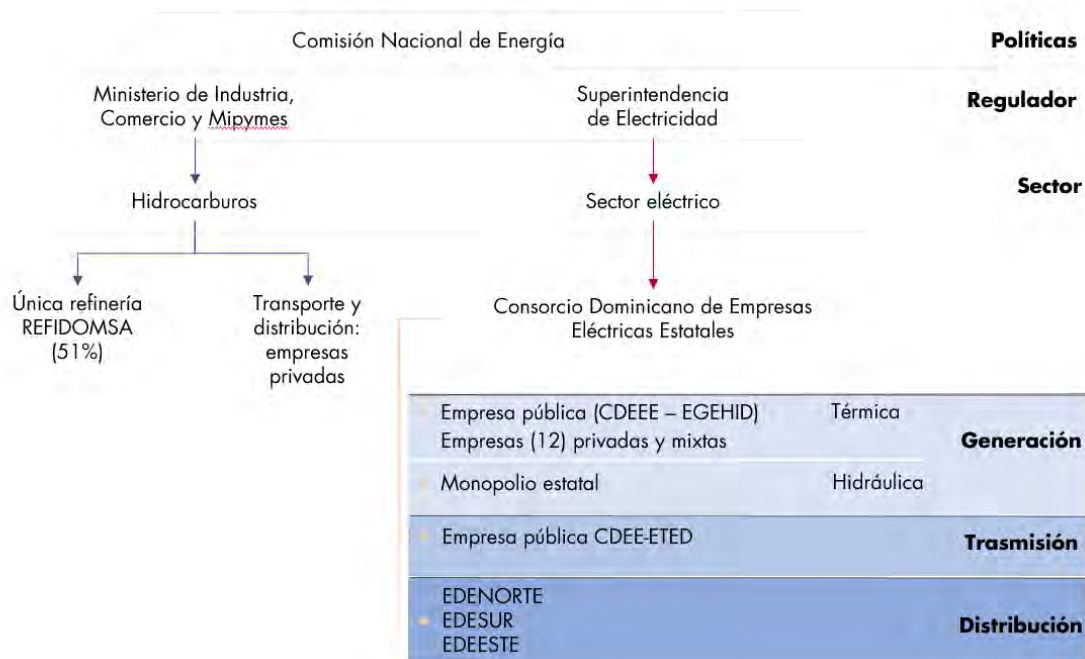 Comisión Nacional de Energía
Políticas
Ministerio de Industria,
Comercio y Mipymes
Superintendencia
de Electricidad
Regulador
Hidrocarburos
Sector eléctrico
Sector
Única refinería
REFIDOMSA
(51%)
Transporte y
distribución:
empresas
privadas
Consorcio Dominicano de Empresas
Eléctricas Estatales
Empresa pública (CDEEE – EGEHID)
Térmica
Empresas (12) privadas y mixtas
Generación
Monopolio estatal
Hidráulica
Empresa pública CDEE-ETED
Trasmisión
EDENORTE
EDESUR
EDEESTE
Distribución